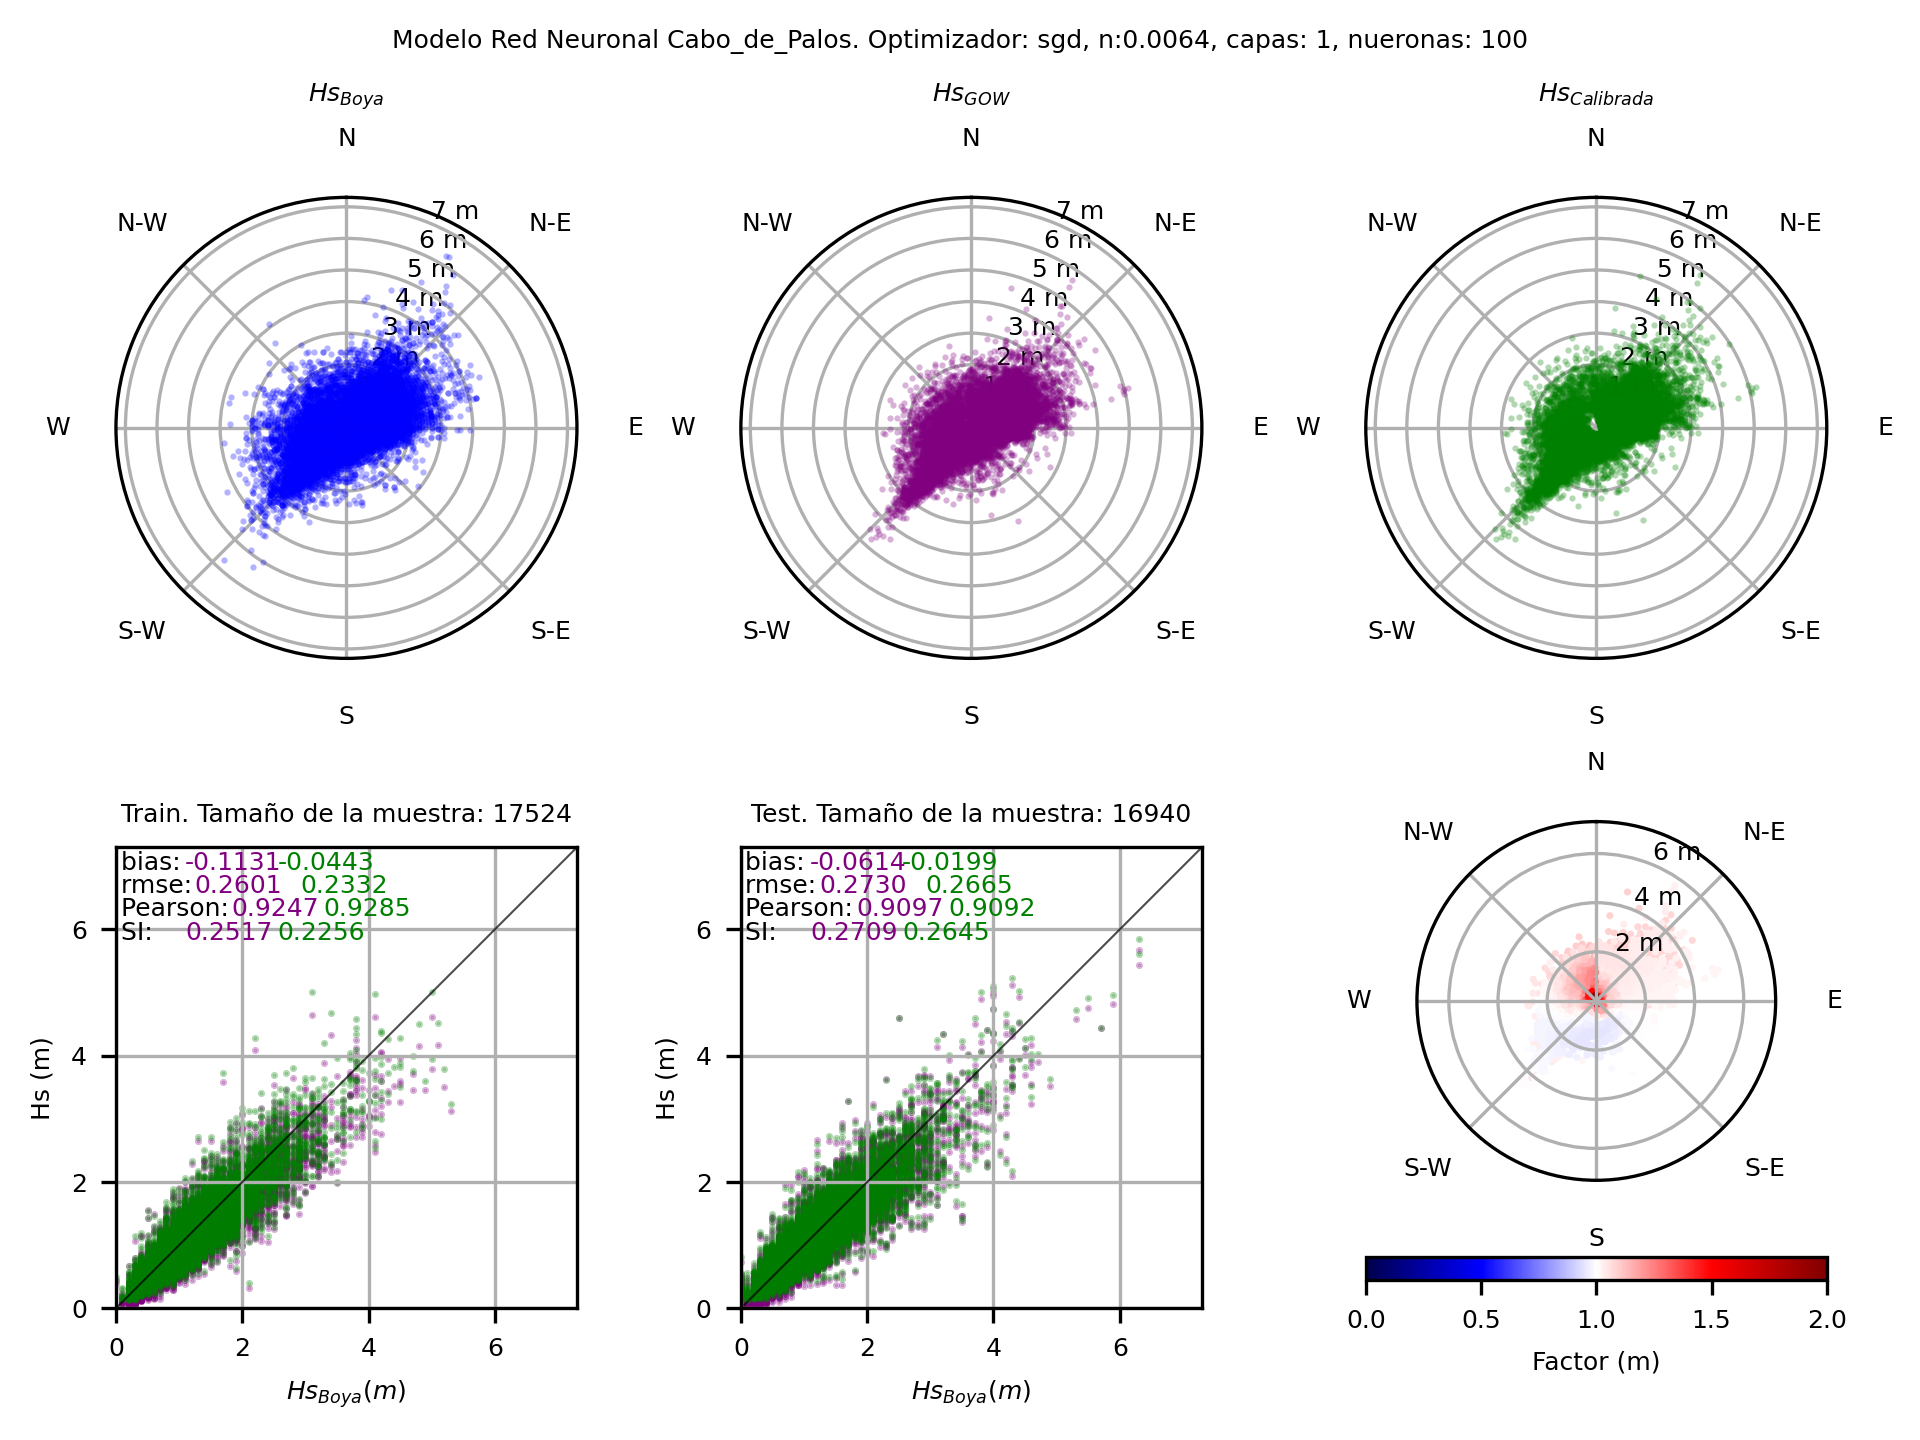 Modelo Red Neuronal Cabo_de_Palos. Optimizador: sgd, n:0.0064, capas: 1, nueronas: 100
Hs_Boya
N
N-E
E
S-E
S
S-W
W
N-W
7 m
6 m
5 m
4 m
3 m
2 m
Hs_GOW
N
N-E
E
S-E
S
S-W
W
N-W
7 m
6 m
5 m
4 m
3 m
2 m
Hs_Calibrada
N
N-E
E
S-E
S
S-W
W
N-W
7 m
6 m
5 m
4 m
3 m
2 m
Train. Tamaño de la muestra: 17524
bias: -0.1131 -0.0443
rmse: 0.2601 0.2332
Pearson: 0.9247 0.9285
SI: 0.2517 0.2256
Hs (m)
6
4
2
0
0 2 4 6
Hs_Boya(m)
Test. Tamaño de la muestra: 16940
bias: -0.0614 -0.0199
rmse: 0.2730 0.2665
Pearson: 0.9097 0.9092
SI: 0.2709 0.2645
Hs (m)
6
4
2
0
0 2 4 6
Hs_Boya(m)
N
N-E
E
S-E
S
S-W
W
N-W
6 m
4 m
2 m
0.0 0.5 1.0 1.5 2.0
Factor (m)